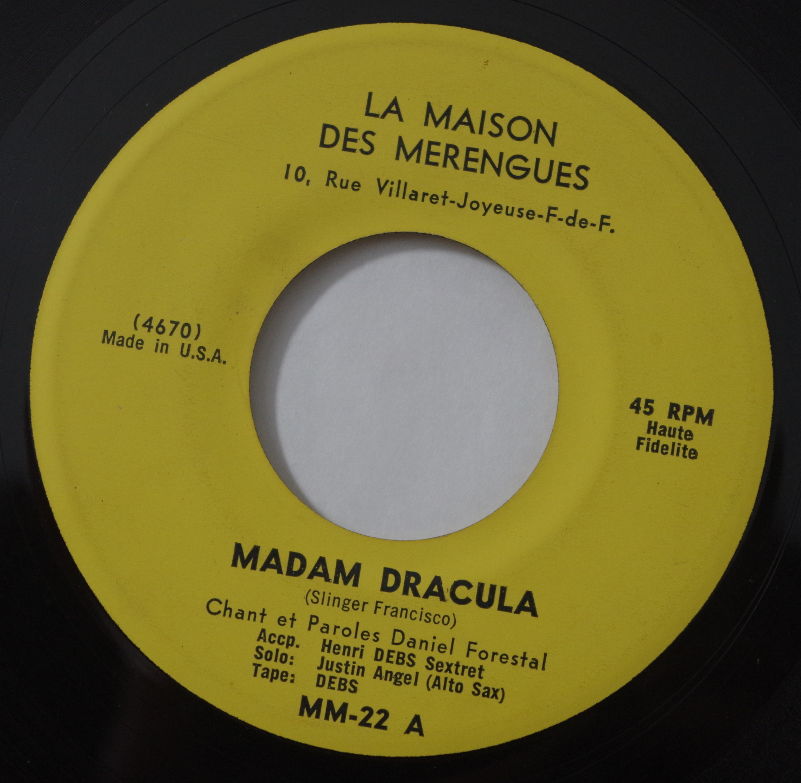 LA MAISON
DES MERENGUES
10, Rue Villaret-Joyeuse-F-de-F.
(4670)
Made in U.S.A.
45 RPM
Haute
Fidelite
MADAM DRACULA
(Slinger Francisco)
Chant et Paroles Daniel Forestal
Accp. Henri DEBS Sextret
Solo: Justin Angel (Alto Sax)
Tape: DEBS
MM-22 A